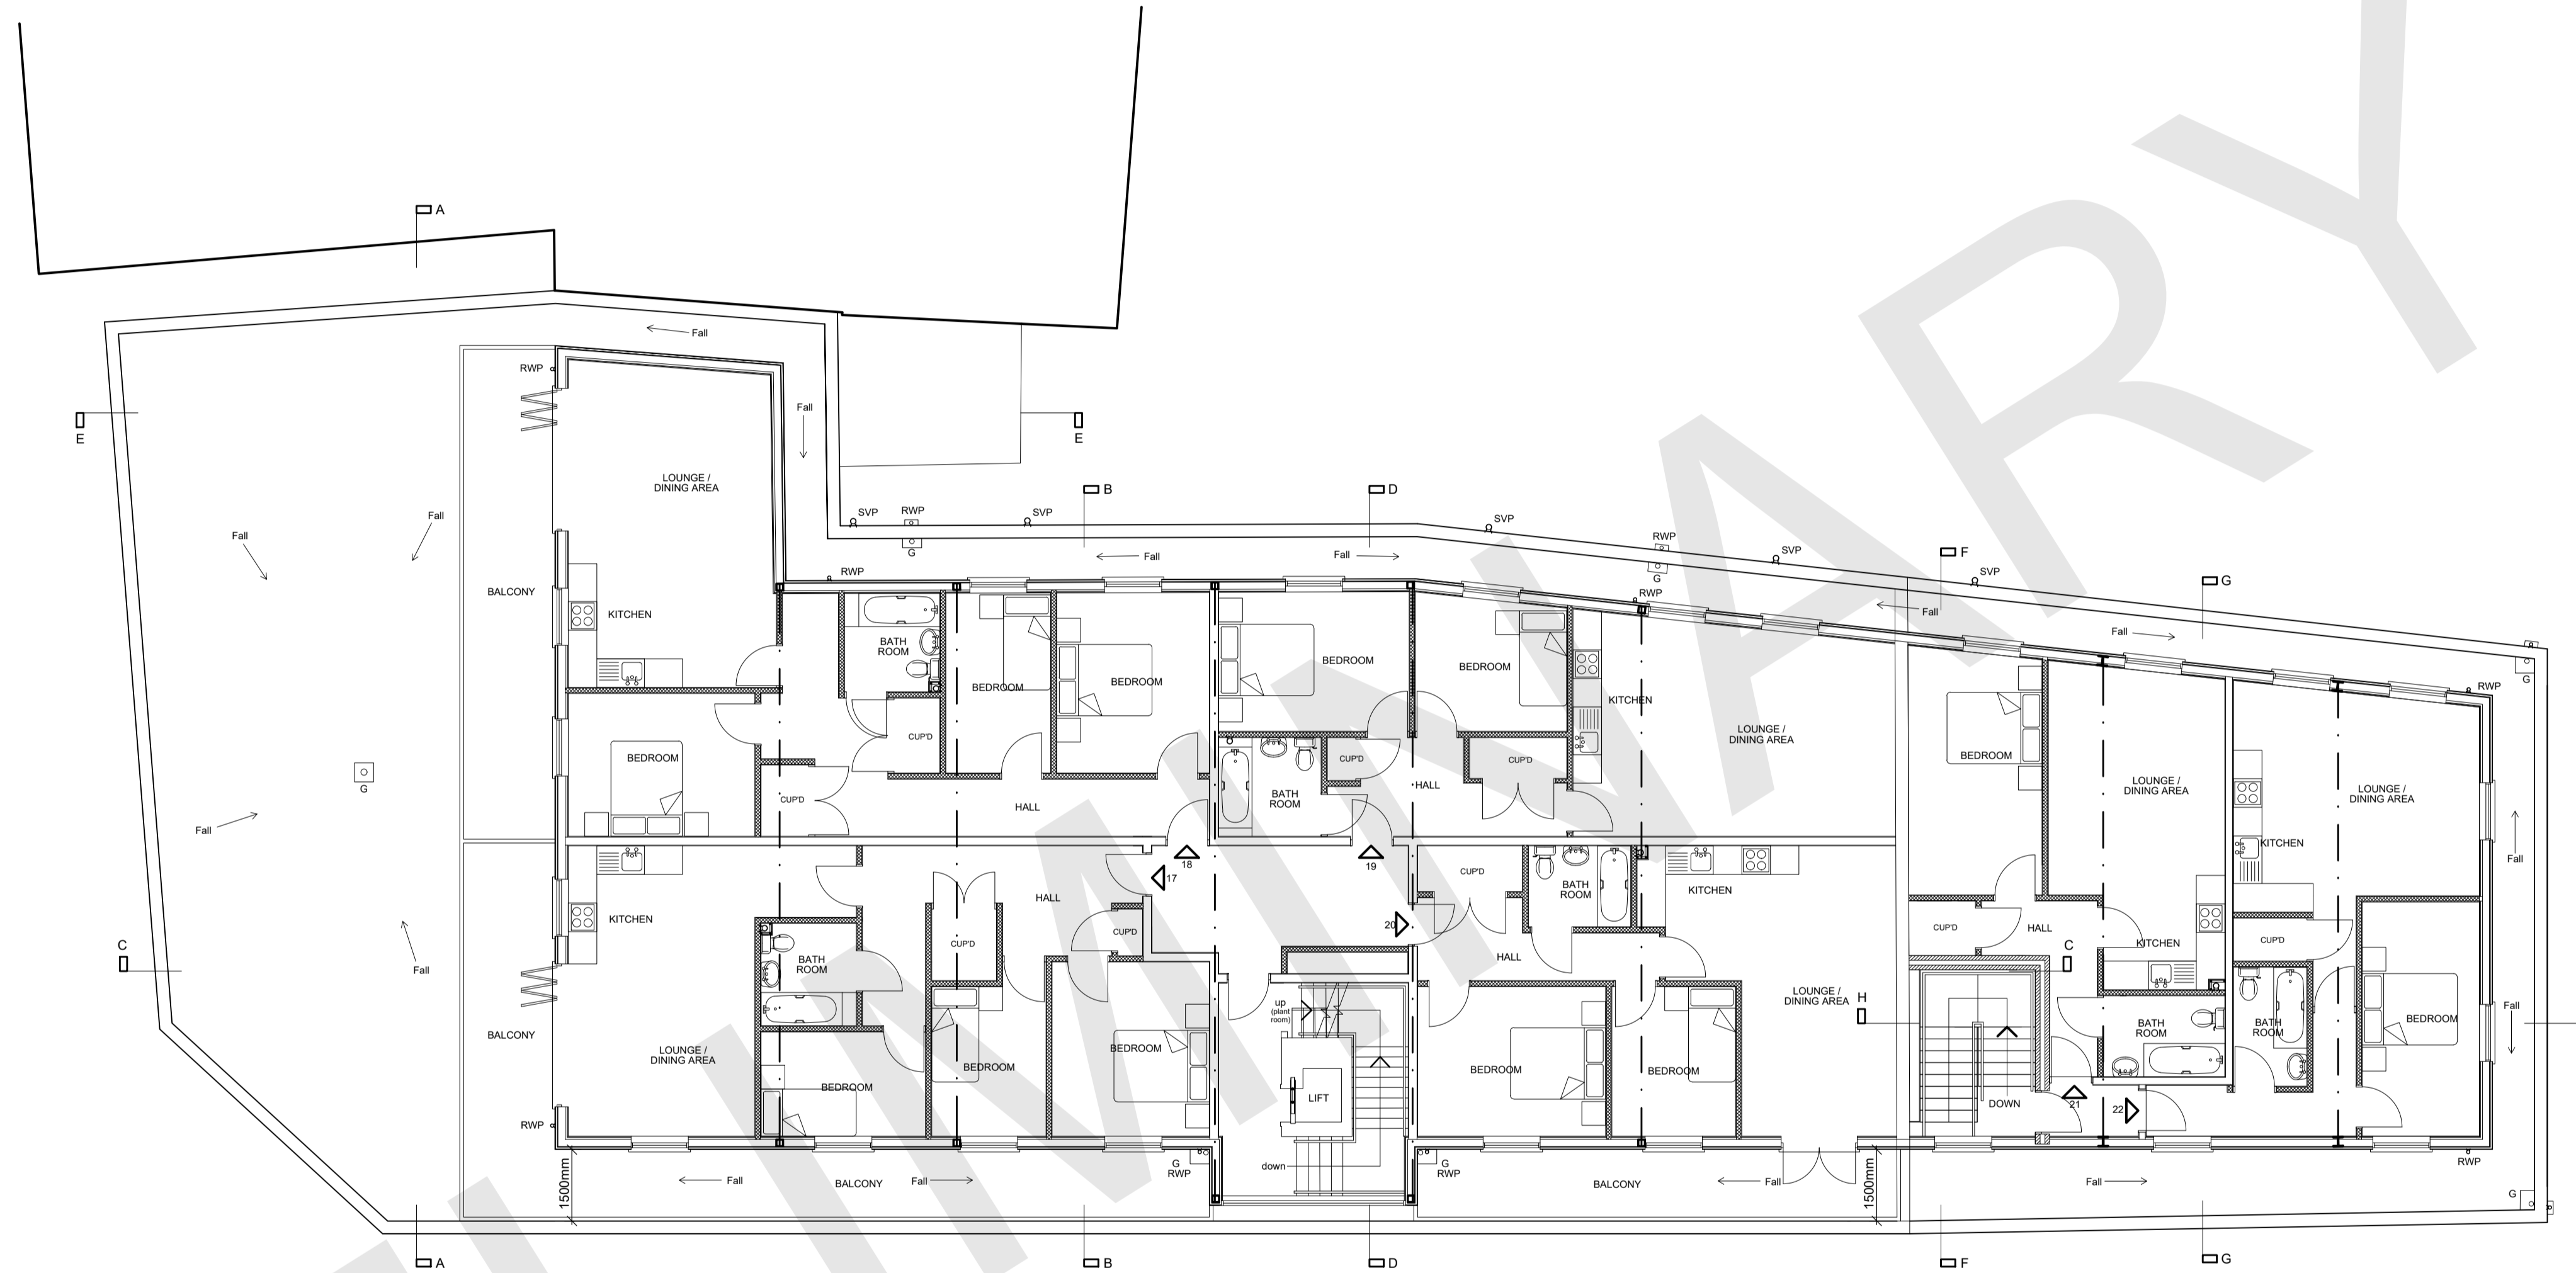 A
Fall
RWP
E
E
Fall
LOUNGE /
DINING AREA
B
D
Fall
Fall
SVP
RWP
SVP
SVP
RWP
G
Fall
Fall
SVP
F
G
RWP
G
SVP
BALCONY
KITCHEN
RWP
Fall
Fall
BATH
ROOM
BEDROOM
BEDROOM
BEDROOM
BEDROOM
KITCHEN
LOUNGE /
DINING AREA
RWP
G
BEDROOM
CUP'D
BEDROOM
CUP'D
CUP'D
CUP'D
G
HALL
BATH
ROOM
HALL
LOUNGE /
DINING AREA
LOUNGE /
DINING AREA
Fall
KITCHEN
Fall
18
19
17
CUP'D
BATH
ROOM
KITCHEN
HALL
KITCHEN
20
CUP'D
CUP'D
HALL
CUP'D
C
CUP'D
C
KITCHEN
Fall
BATH
ROOM
HALL
up
(plant
room)
LOUNGE /
DINING AREA
H
Fall
BALCONY
LOUNGE /
DINING AREA
BEDROOM
BEDROOM
BEDROOM
BEDROOM
BEDROOM
BATH
ROOM
BATH
ROOM
BEDROOM
LIFT
DOWN
21
22
RWP
1500mm
G
RWP
down
G
RWP
1500mm
RWP
Fall
BALCONY
Fall
BALCONY
Fall
Fall
G
A
B
D
F
G
IMINARY